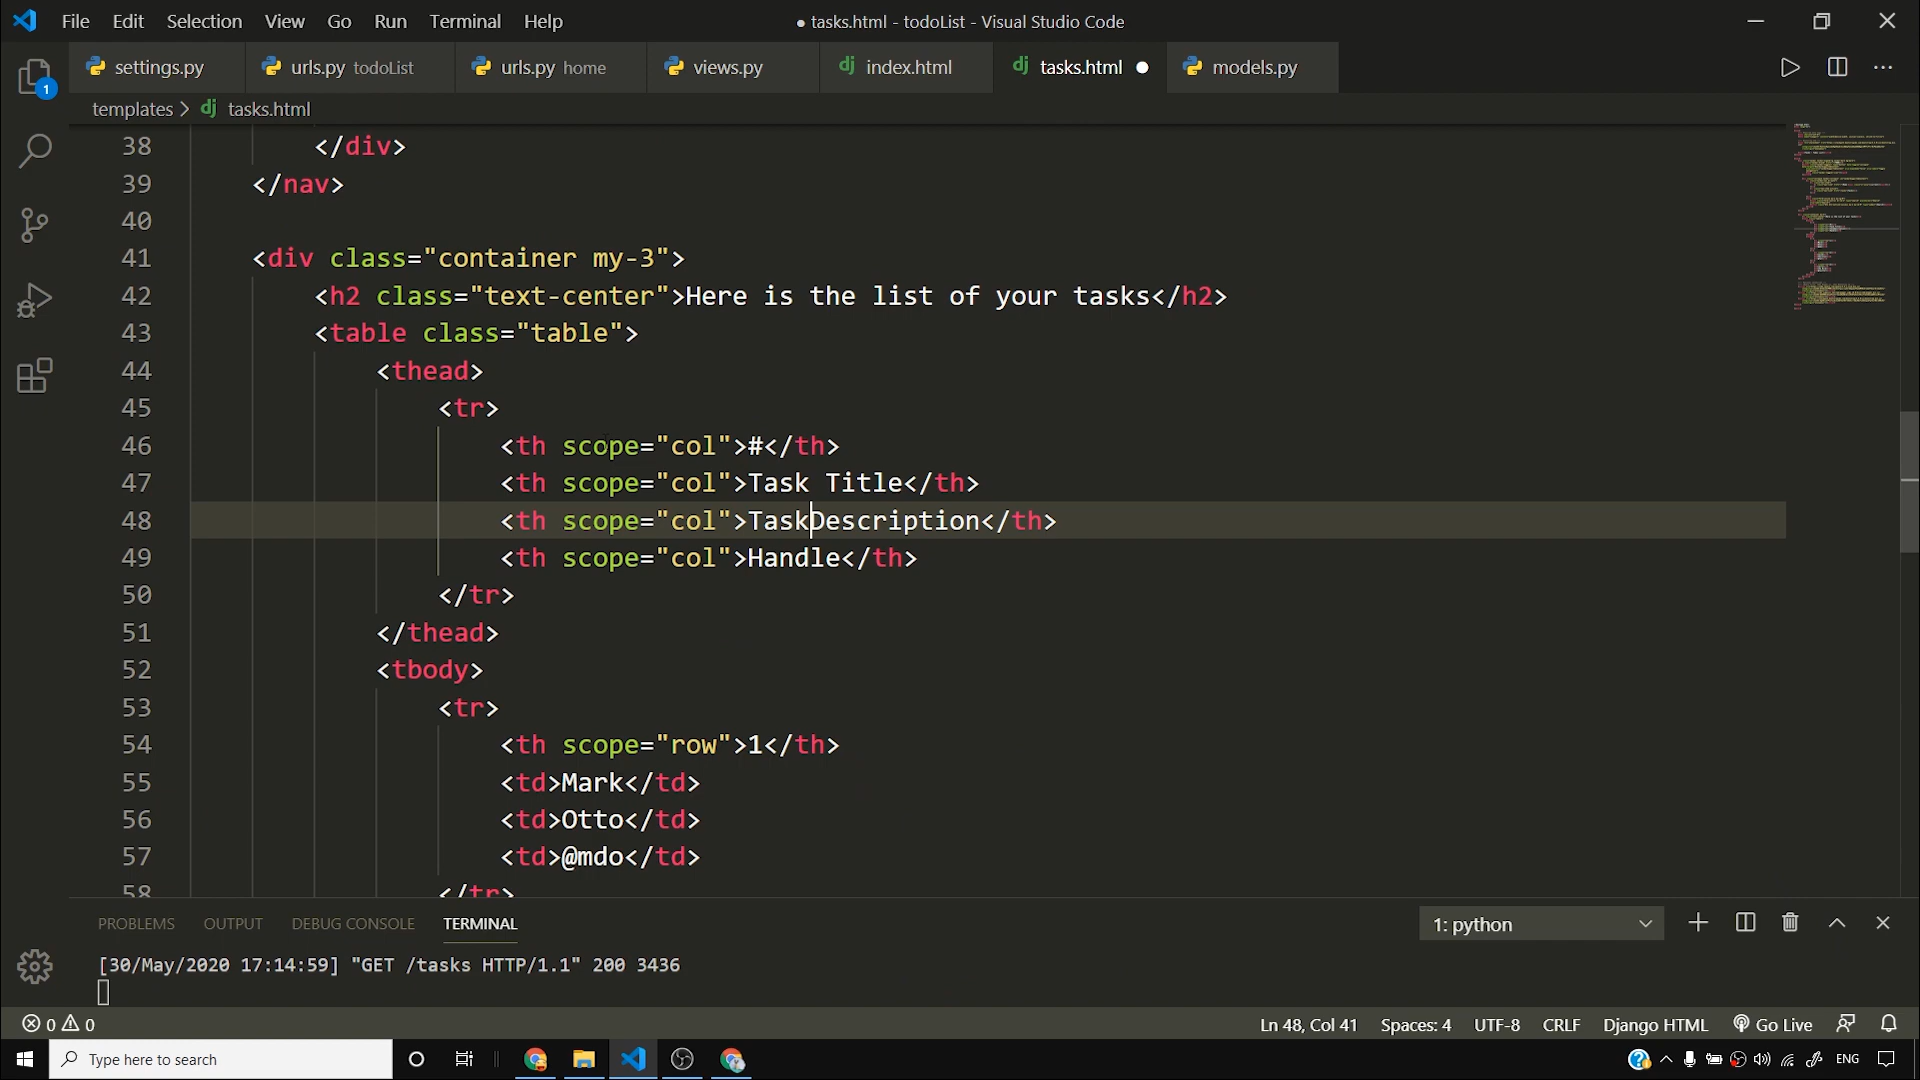 File Edit Selection View Go Run Terminal Help
● tasks.html - todoList - Visual Studio Code
settings.py
urls.py todoList
urls.py home
views.py
index.html
tasks.html ●
models.py
templates > tasks.html
1
38 </div>
39 </nav>
40
41 <div class="container my-3">
42 <h2 class="text-center">Here is the list of your tasks</h2>
43 <table class="table">
44 <thead>
45 <tr>
46 <th scope="col">#</th>
47 <th scope="col">Task Title</th>
48 <th scope="col">TaskDescription</th>
49 <th scope="col">Handle</th>
50 </tr>
51 </thead>
52 <tbody>
53 <tr>
54 <th scope="row">1</th>
55 <td>Mark</td>
56 <td>Otto</td>
57 <td>@mdo</td>
58 </tr>
PROBLEMS OUTPUT DEBUG CONSOLE TERMINAL
1: python
[30/May/2020 17:14:59] "GET /tasks HTTP/1.1" 200 3436
0 0
Ln 48, Col 41 Spaces: 4 UTF-8 CRLF Django HTML Go Live
Type here to search
ENG